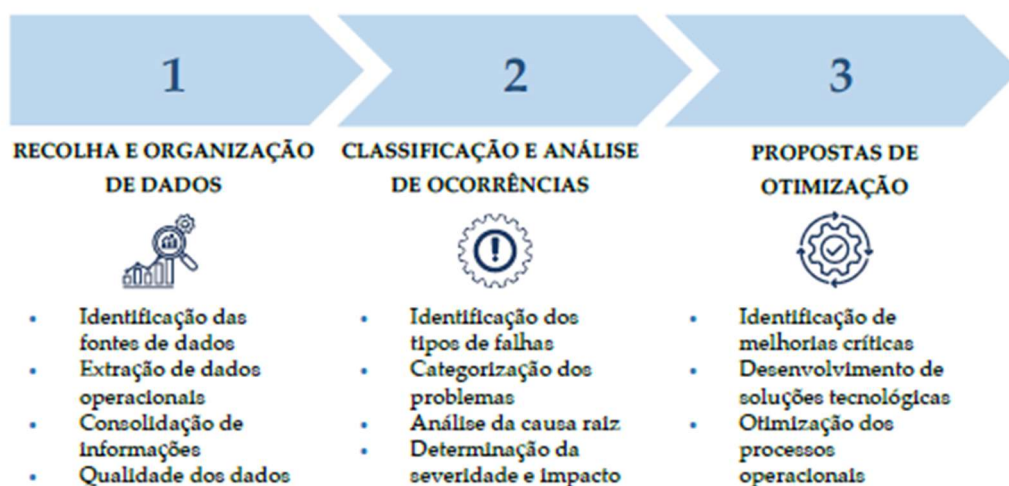 1
RECOLHA E ORGANIZAÇÃO
DE DADOS
• Identificação das
fontes de dados
• Extração de dados
operacionais
• Consolidação de
informações
• Qualidade dos dados
2
CLASSIFICAÇÃO E ANÁLISE
DE OCORRÊNCIAS
• Identificação dos
tipos de falhas
• Categorização dos
problemas
• Análise da causa raiz
• Determinação da
severidade e impacto
3
PROPOSTAS DE
OTIMIZAÇÃO
• Identificação de
melhorias críticas
• Desenvolvimento de
soluções tecnológicas
• Otimização dos
processos
operacionais